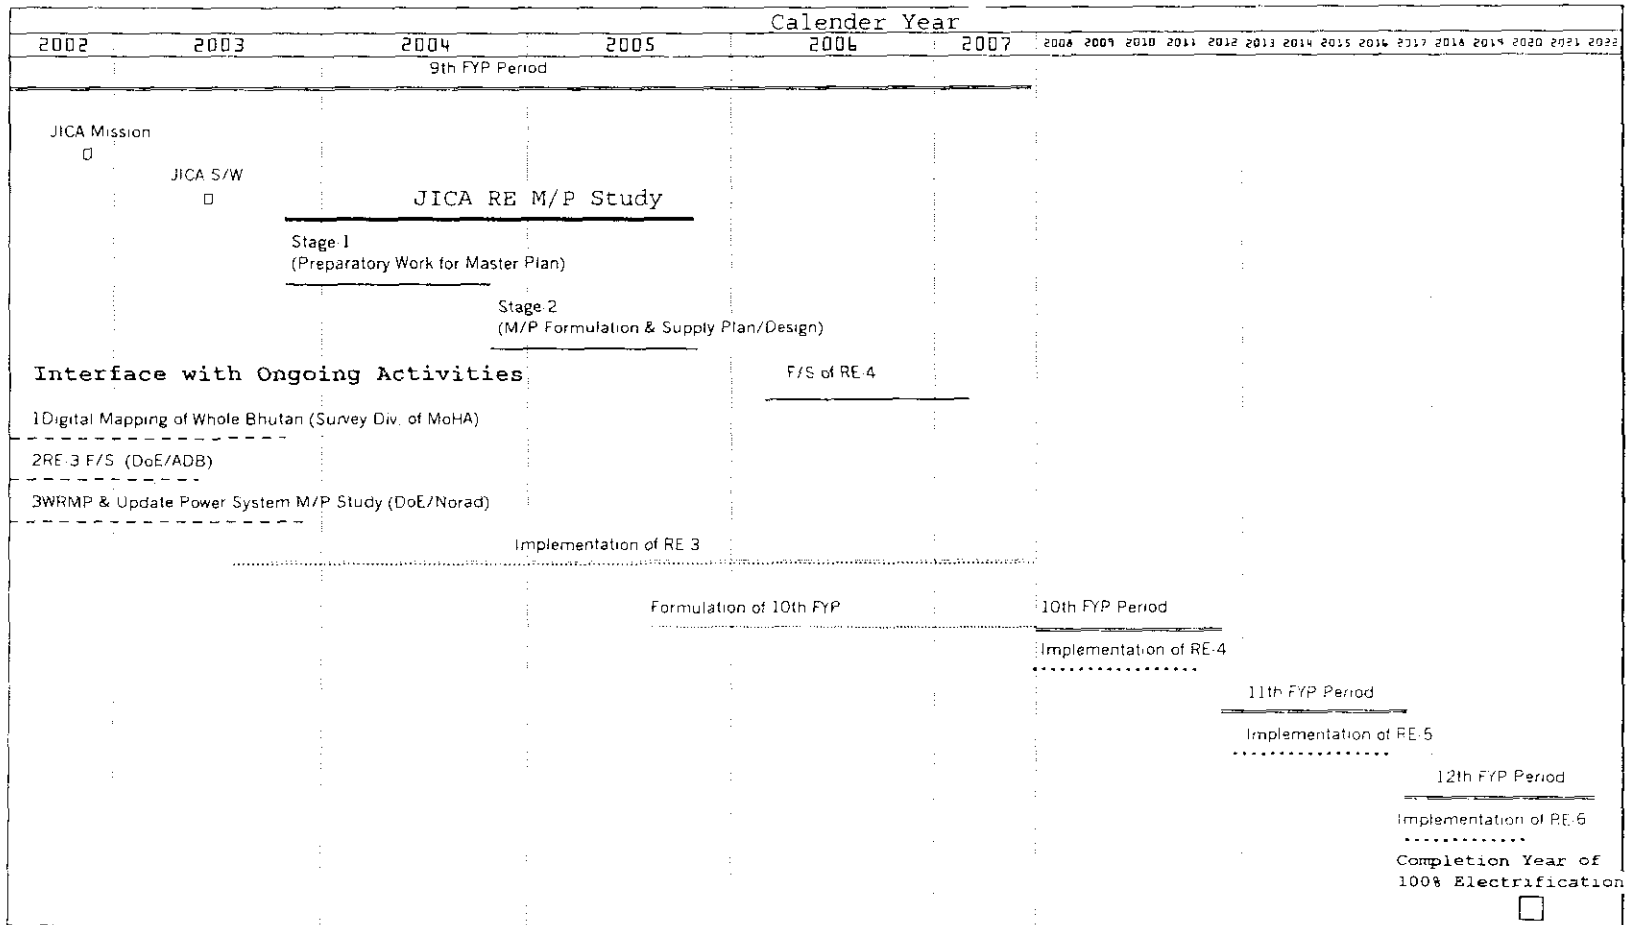 Calender Year
2002 2003 2004 2005 2006 2007 2008 2009 2010 2011 2012 2013 2014 2015 2016 2017 2018 2019 2020 2021 2022
9th FYP Period
JICA Mission
JICA S/W
JICA RE M/P Study
Stage-1
(Preparatory Work for Master Plan)
Stage-2
(M/P Formulation & Supply Plan/Design)
Interface with Ongoing Activities
F/S of RE-4
1Digital Mapping of Whole Bhutan (Survey Div. of MoHA)
2RE-3 F/S (DoE/ADB)
3WRMP & Update Power System M/P Study (DoE/Norad)
Implementation of RE 3
Formulation of 10th FYP
10th FYP Period
Implementation of RE-4
11th FYP Period
Implementation of RE-5
12th FYP Period
Implementation of RE-6
Completion Year of
100% Electrification